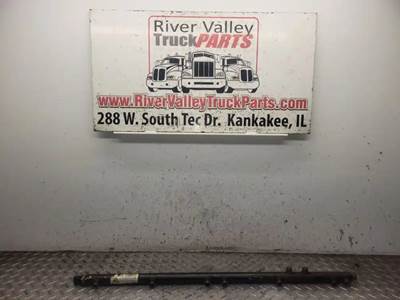 River Valley
TruckPARTS
www.RiverValleyTruckParts.com
288 W. South Tec Dr. Kankakee, IL